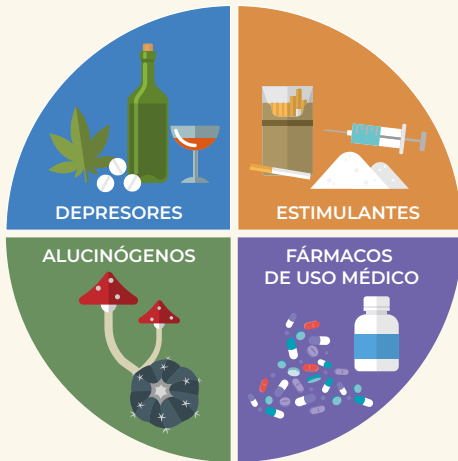 DEPRESORES
ESTIMULANTES
ALUCINÓGENOS
FÁRMACOS
DE USO MÉDICO